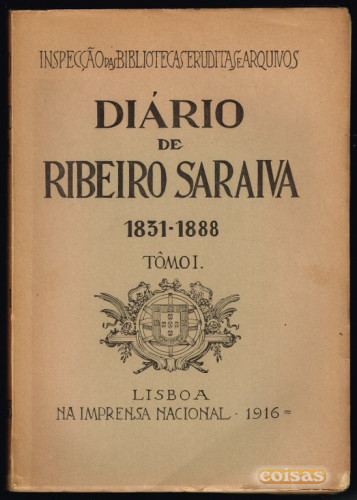 INSPECÇÃO DAS BIBLIOTECAS ERUDITAS E ARQUIVOS
DIÁRIO
DE
RIBEIRO SARAIVA
1831-1888
TÔMO I.
LISBOA
NA IMPRENSA NACIONAL · 1916 =
coisas